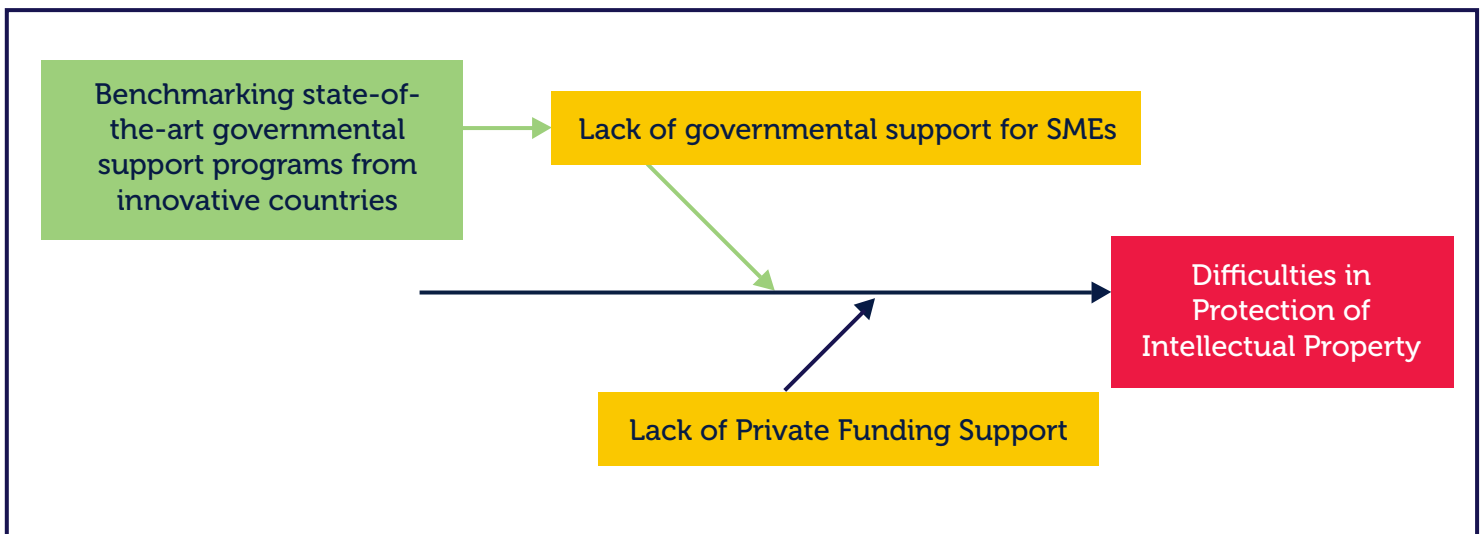 Benchmarking state-of-
the-art governmental
support programs from
innovative countries
Lack of governmental support for SMEs
Difficulties in
Protection of
Intellectual Property
Lack of Private Funding Support